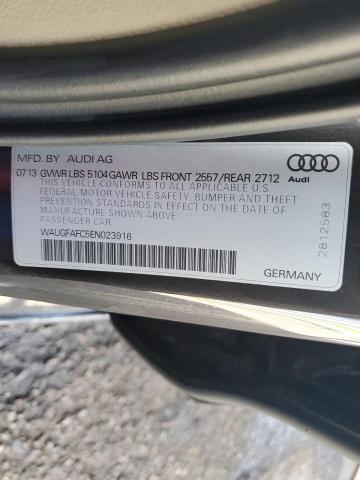 MFD. BY AUDI AG
07 13 GVWR LBS 5104 GAWR LBS FRONT 2557/REAR 2712
THIS VEHICLE CONFORMS TO ALL APPLICABLE U.S.
FEDERAL MOTOR VEHICLE SAFETY, BUMPER AND THEFT
PREVENTION STANDARDS IN EFFECT ON THE DATE OF
MANUFACTURE SHOWN ABOVE
PASSENGER CAR
WAUGFAFC5EN023916
Audi
2812583
GERMANY